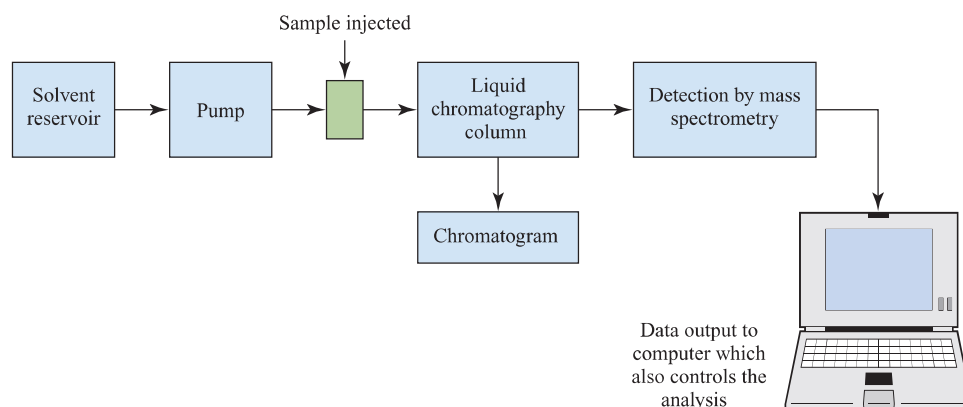 Sample injected
Solvent
reservoir
Pump
Liquid
chromatography
column
Detection by mass
spectrometry
Chromatogram
Data output to
computer which
also controls the
analysis